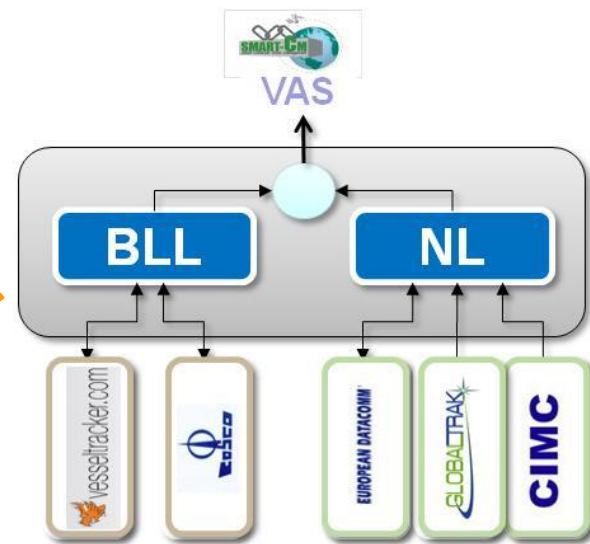 SMART-CM
VAS
BLL
NL
vesseltracker.com
COSCO
EUROPEAN DATACOMM
GLOBALTRAK
CIMC